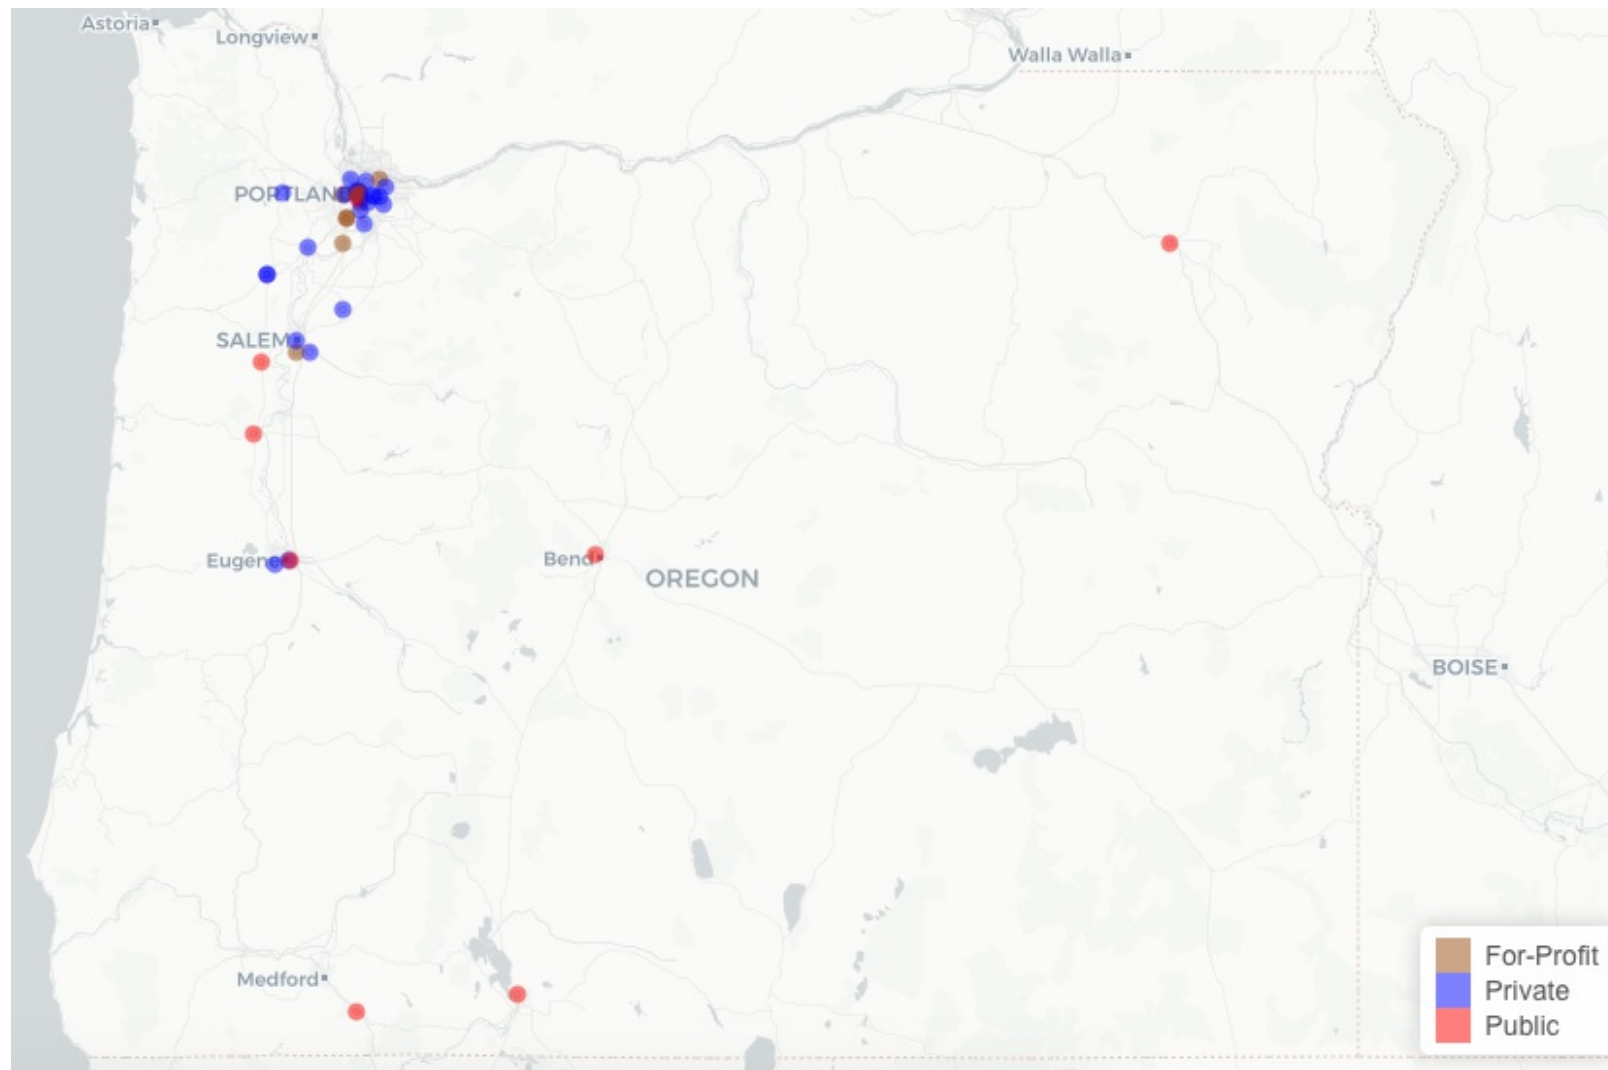 Astoria
Longview
Walla Walla
PORTLAND
SALEM
Eugene
Bend
OREGON
BOISE
Medford
For-Profit
Private
Public